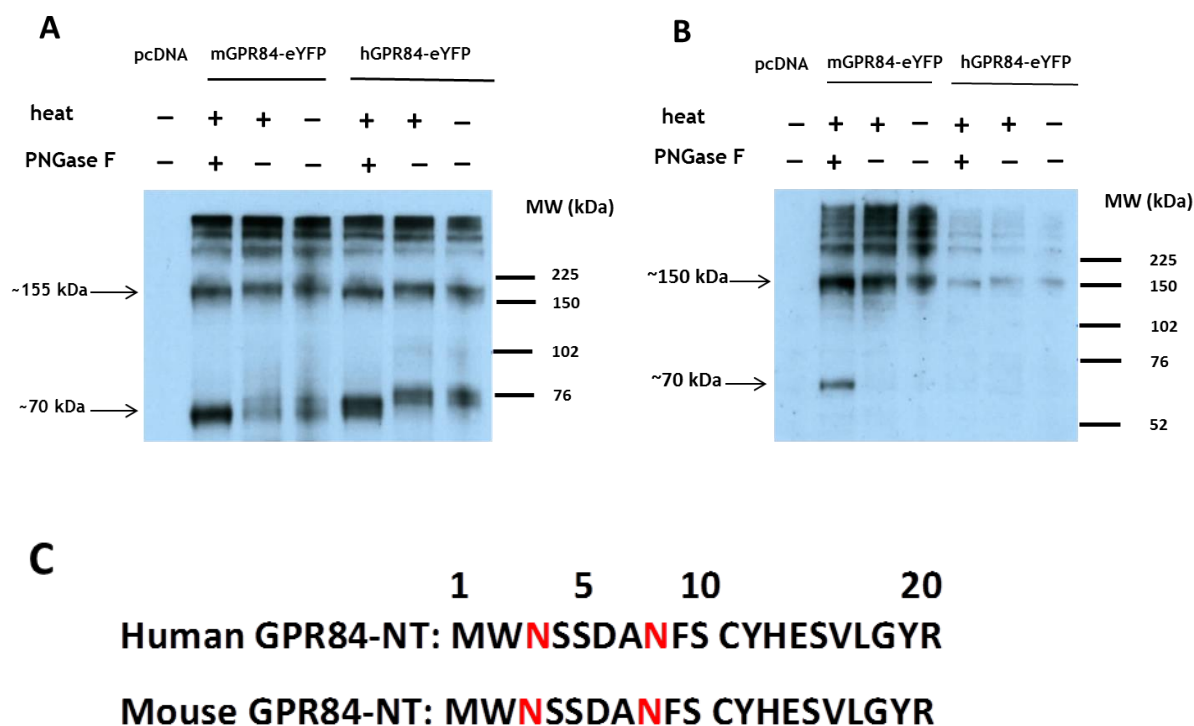 A
pcDNA mGPR84-eYFP hGPR84-eYFP
heat − + + − + + −
PNGase F − + − − + − −
MW (kDa)
225
~155 kDa
150
102
76
~70 kDa
B
pcDNA mGPR84-eYFP hGPR84-eYFP
heat − + + − + + −
PNGase F − + − − + − −
MW (kDa)
225
~150 kDa
150
102
76
~70 kDa
52
C
1 5 10 20
Human GPR84-NT: MWNSSDANFS CYHESVLGYR
Mouse GPR84-NT: MWNSSDANFS CYHESVLGYR